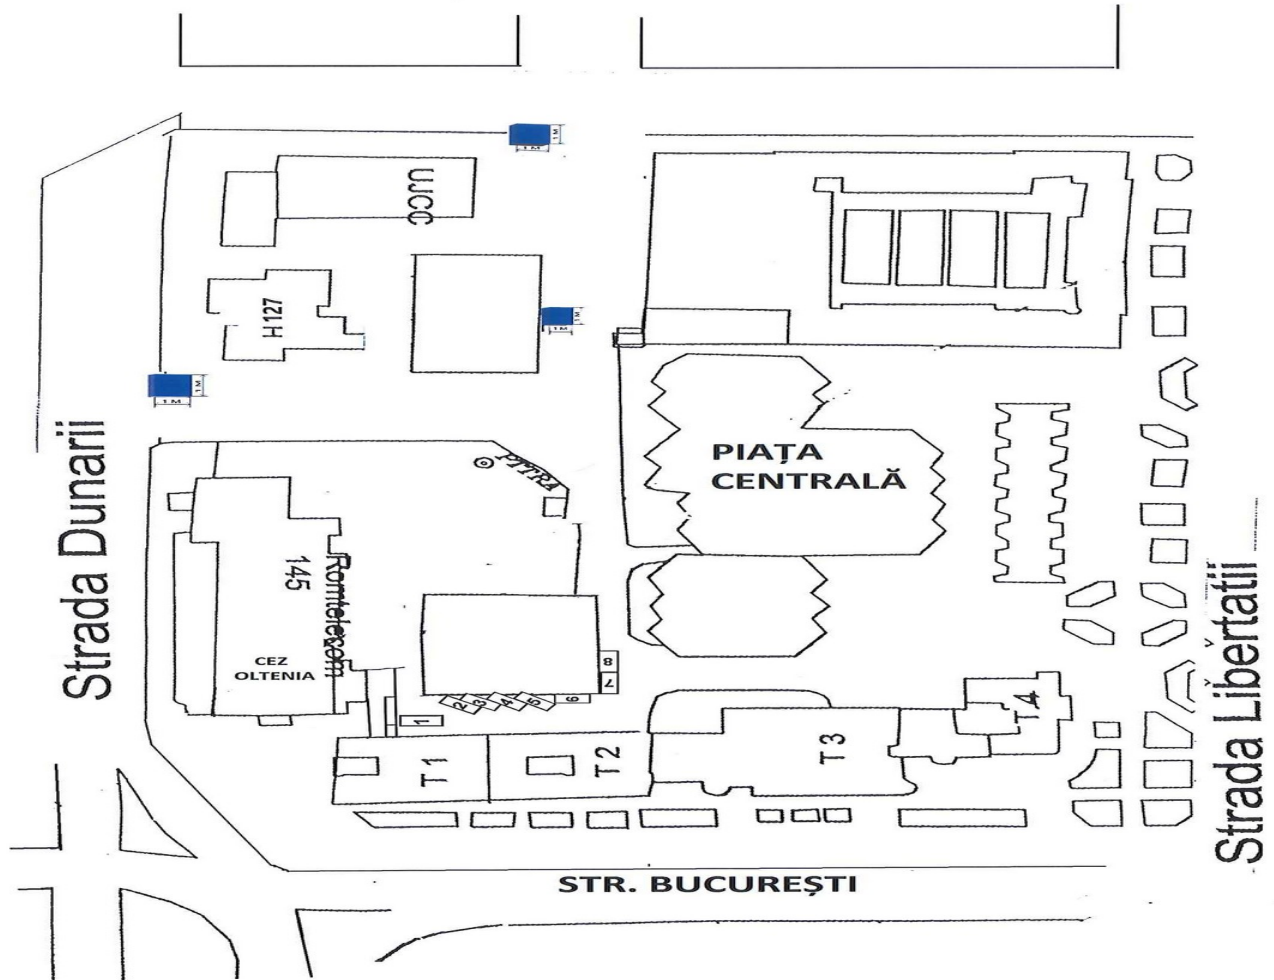 1 M
1 M
UJCC
H 127
1 M
1 M
1 M
1 M
Strada Dunarii
PITRA
PIAȚA
CENTRALĂ
145
Romtelecom
CEZ
OLTENIA
8
7
1
2
3
4
5
6
T 1
T 2
T 3
T 4
Strada Libertatii
STR. BUCUREȘTI